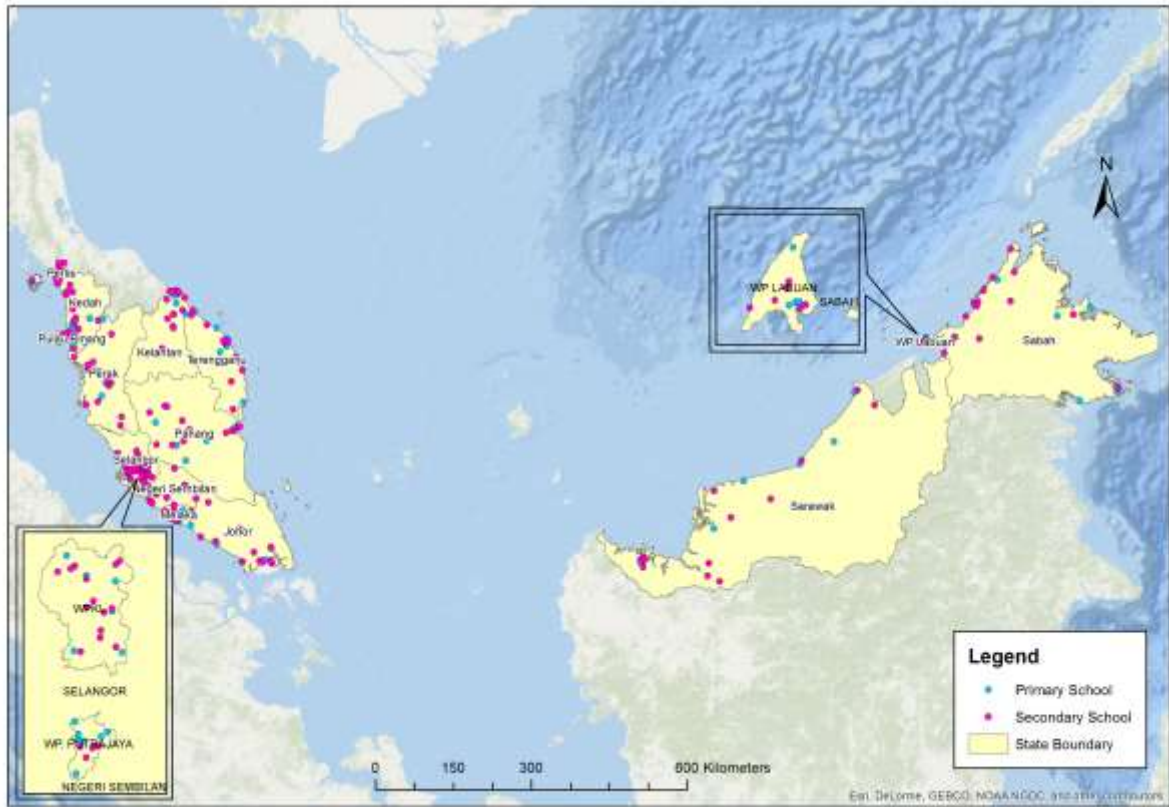 N
Perlis
Kedah
Pulau Pinang
Kelantan
Terengganu
Perak
Pahang
Selangor
Negeri Sembilan
Melaka
Johor
WP LABUAN
SABAH
WP Labuan
Sabah
Sarawak
WPKL
SELANGOR
WP. PUTRAJAYA
NEGERI SEMBILAN
Legend
Primary School
Secondary School
State Boundary
0 150 300 600 Kilometers
Esri, DeLorme, GEBCO, NOAA NGDC, and other contributors